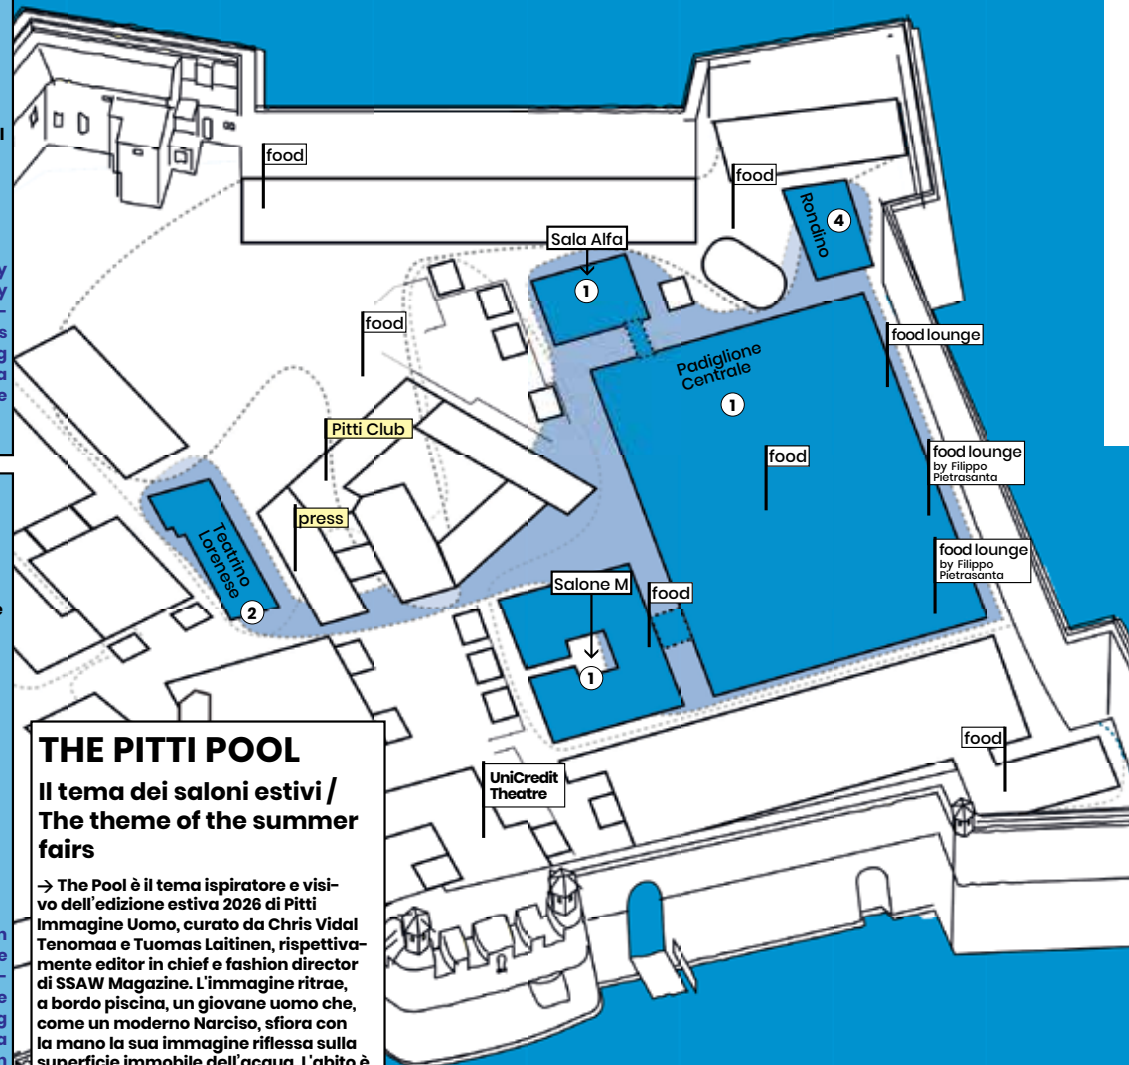 l
y
y
–
s
g
a
e
e
n
e
–
e
g
a
n
food
food
Rondino
4
Sala Alfa
1
food
food lounge
Padiglione
Centrale
1
Pitti Club
food
food lounge
by Filippo
Pietrasanta
press
Teatrino
Lorenese
2
food lounge
by Filippo
Pietrasanta
Salone M
food
1
food
UniCredit
Theatre
THE PITTI POOL
Il tema dei saloni estivi /
The theme of the summer
fairs
→ The Pool è il tema ispiratore e visi-
vo dell'edizione estiva 2026 di Pitti
Immagine Uomo, curato da Chris Vidal
Tenomaa e Tuomas Laitinen, rispettiva-
mente editor in chief e fashion director
di SSAW Magazine. L'immagine ritrae,
a bordo piscina, un giovane uomo che,
come un moderno Narciso, sfiora con
la mano la sua immagine riflessa sulla
superficie immobile dell'acqua. L'abito è